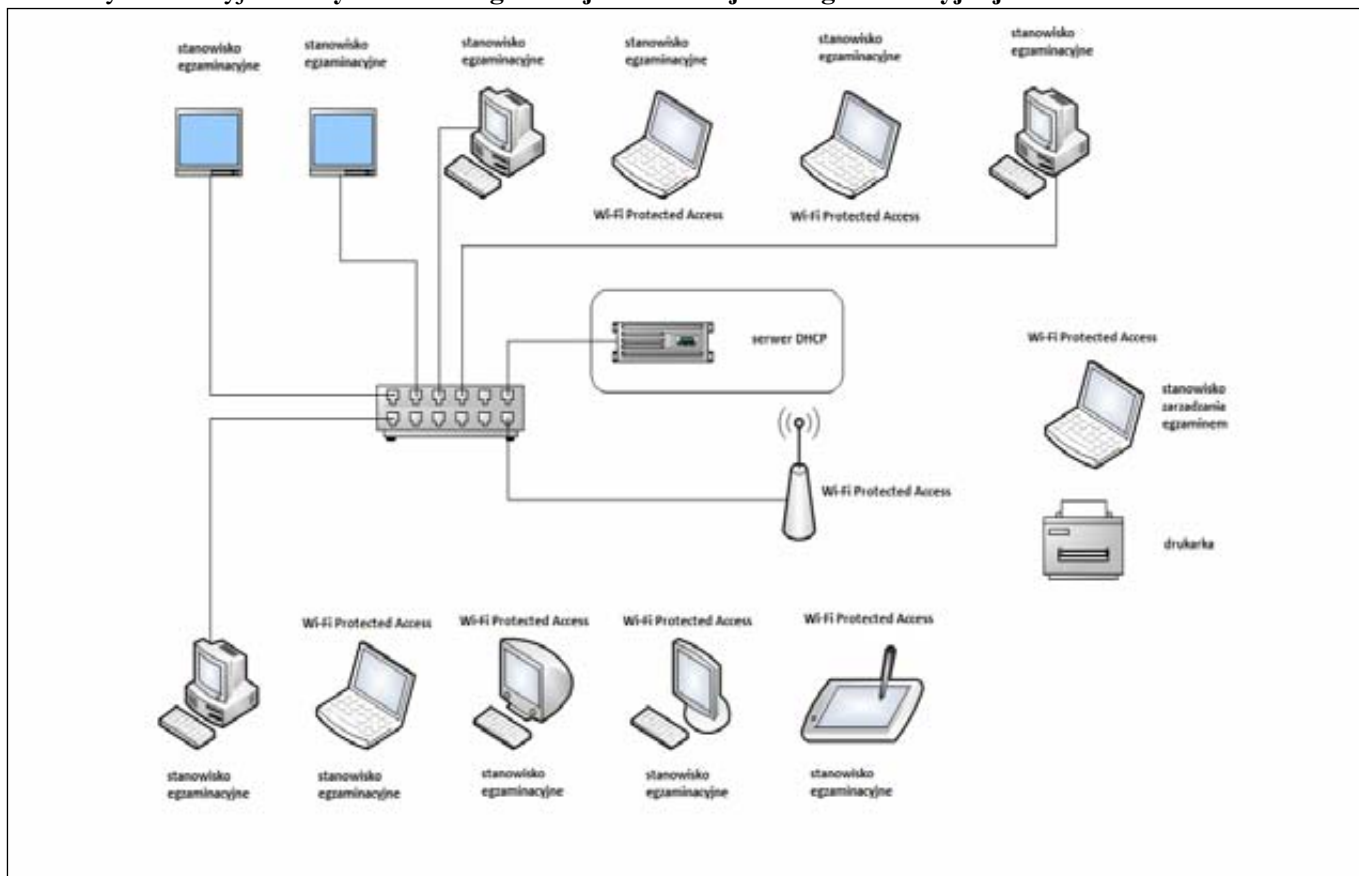 stanowisko
egzaminacyjne
stanowisko
egzaminacyjne
stanowisko
egzaminacyjne
stanowisko
egzaminacyjne
stanowisko
egzaminacyjne
stanowisko
egzaminacyjne
Wi-Fi Protected Access
Wi-Fi Protected Access
serwer DHCP
Wi-Fi Protected Access
stanowisko
zarzadzania
egzaminem
Wi-Fi Protected Access
drukarka
Wi-Fi Protected Access
Wi-Fi Protected Access
Wi-Fi Protected Access
Wi-Fi Protected Access
stanowisko
egzaminacyjne
stanowisko
egzaminacyjne
stanowisko
egzaminacyjne
stanowisko
egzaminacyjne
stanowisko
egzaminacyjne